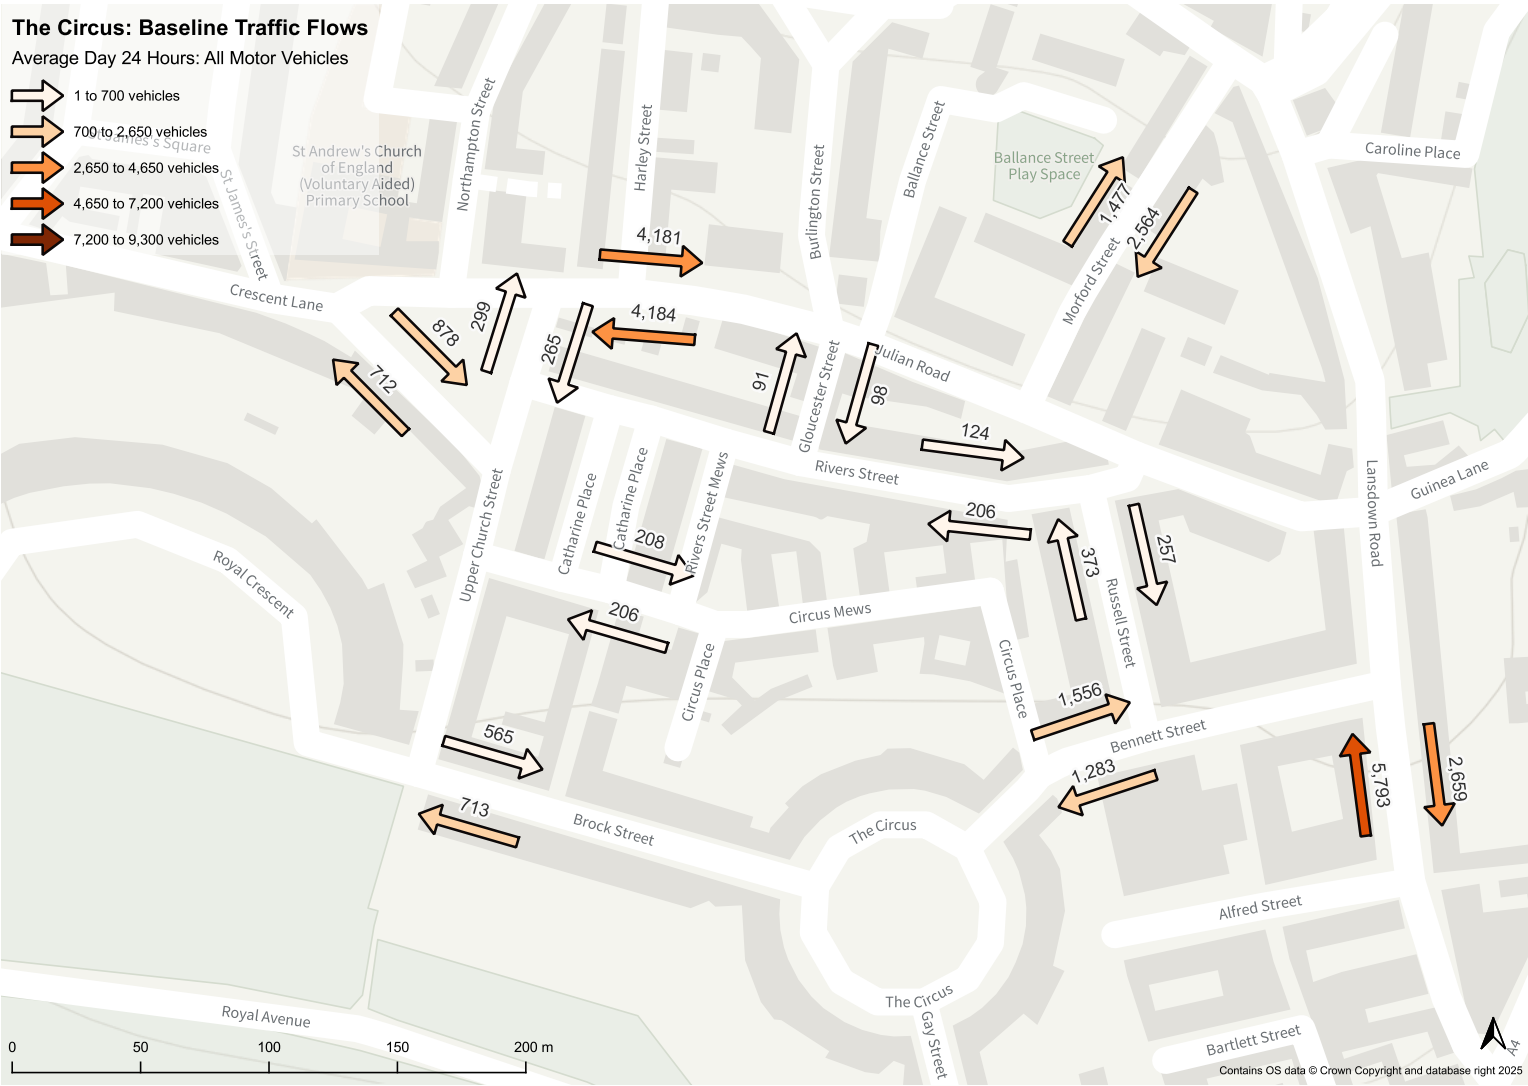 The Circus: Baseline Traffic Flows
Average Day 24 Hours: All Motor Vehicles
1 to 700 vehicles
700 to 2,650 vehicles
2,650 to 4,650 vehicles
4,650 to 7,200 vehicles
7,200 to 9,300 vehicles
St James's Square
St James's Street
St Andrew's Church
of England
(Voluntary Aided)
Primary School
Northampton Street
Harley Street
Burlington Street
Ballance Street
Ballance Street
Play Space
Caroline Place
1,477
2,564
Morford Street
4,181
4,184
Crescent Lane
878
712
299
265
91
98
Gloucester Street
Julian Road
124
Rivers Street
206
Lansdown Road
Guinea Lane
Upper Church Street
Catharine Place
Catharine Place
Rivers Street Mews
208
206
Royal Crescent
Circus Mews
Circus Place
Circus Place
373
257
Russell Street
1,556
Bennett Street
1,283
5,793
2,659
565
713
Brock Street
The Circus
The Circus
Gay Street
Alfred Street
Bartlett Street
Royal Avenue
A4
0 50 100 150 200 m
Contains OS data © Crown Copyright and database right 2025